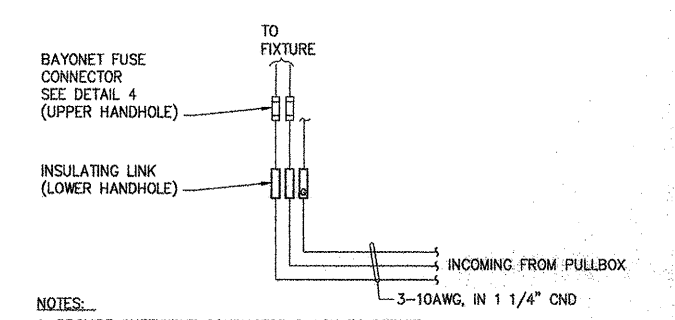 TO
FIXTURE
BAYONET FUSE
CONNECTOR
SEE DETAIL 4
(UPPER HANDHOLE)
INSULATING LINK
(LOWER HANDHOLE)
G
INCOMING FROM PULLBOX
3-10AWG, IN 1 1/4" CND
NOTES: